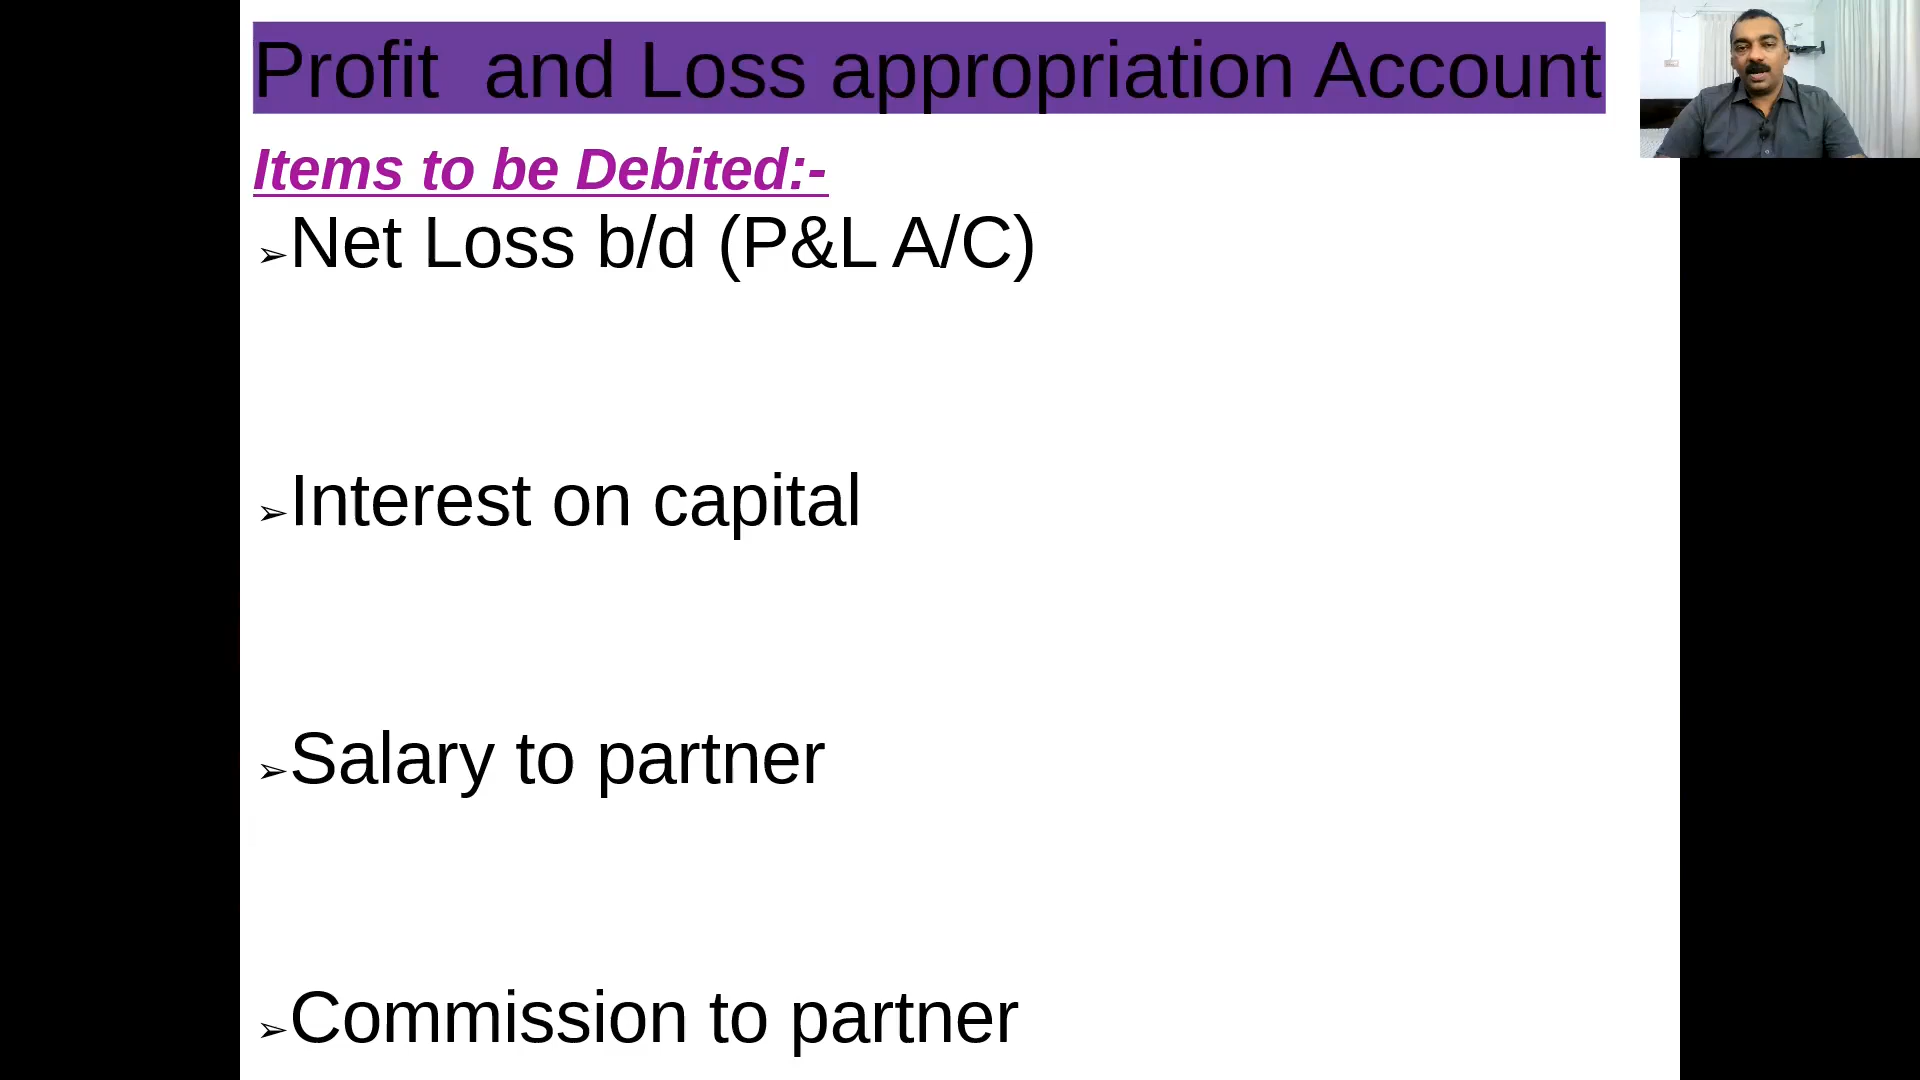 Profit  and Loss appropriation Account
Items to be Debited:-
➢Net Loss b/d (P&L A/C)
➢Interest on capital
➢Salary to partner
➢Commission to partner